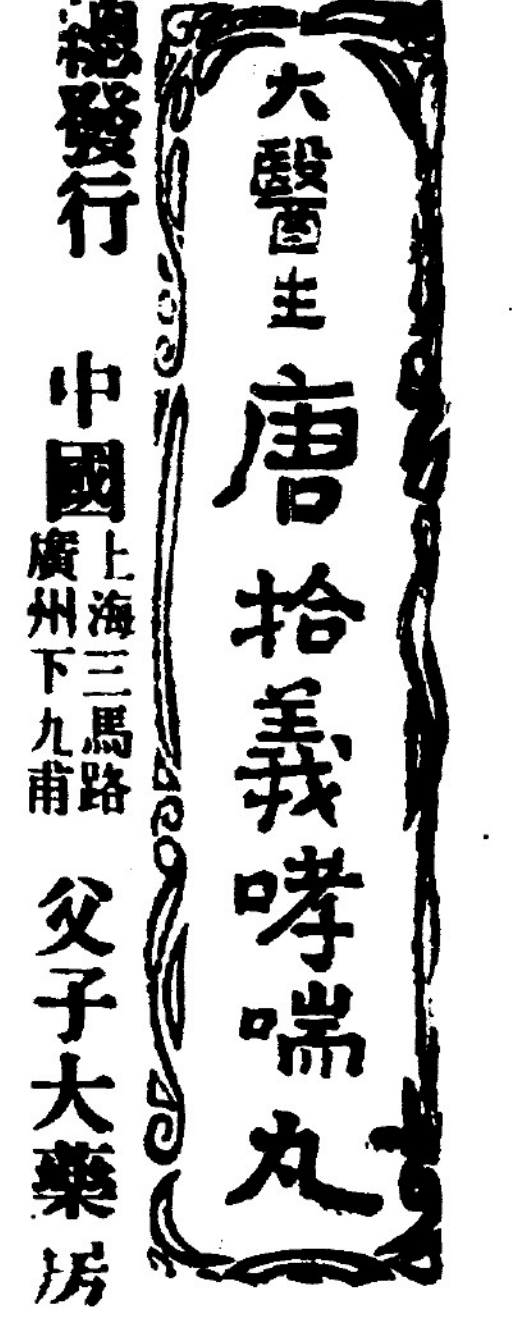 大醫生唐拾義哮喘丸
總發行 中國
上海三馬路
廣州下九甫
父子大藥房